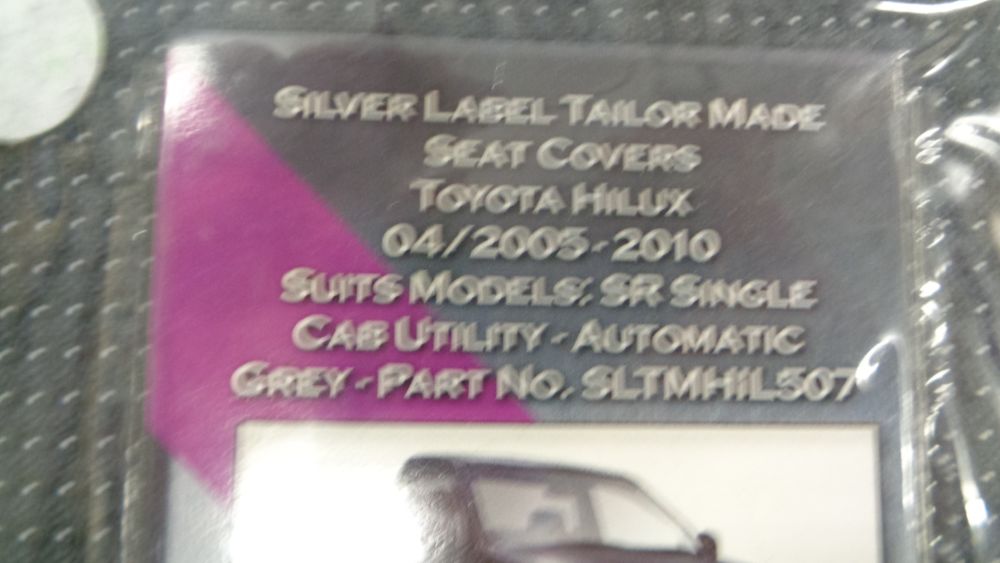 Silver Label Tailor Made
Seat Covers
Toyota Hilux
04/2005-2010
Suits Models: SR Single
Cab Utility - Automatic
Grey - Part No. SLTMHIL507